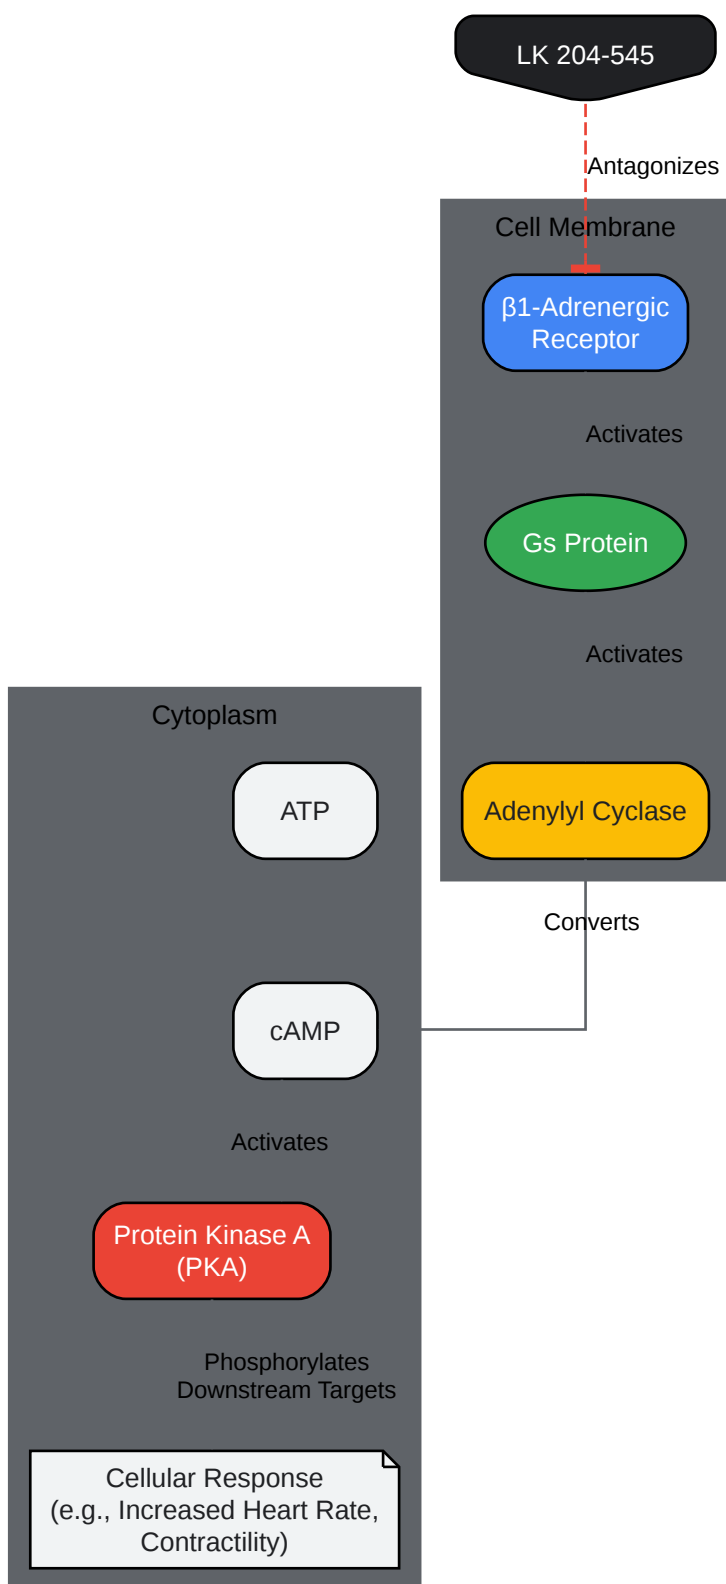 LK 204-545
Antagonizes
Cell Membrane
β1-Adrenergic
Receptor
Activates
Gs Protein
Activates
Cytoplasm
ATP
Adenylyl Cyclase
Converts
cAMP
Activates
Protein Kinase A
(PKA)
Phosphorylates
Downstream Targets
Cellular Response
(e.g., Increased Heart Rate,
Contractility)